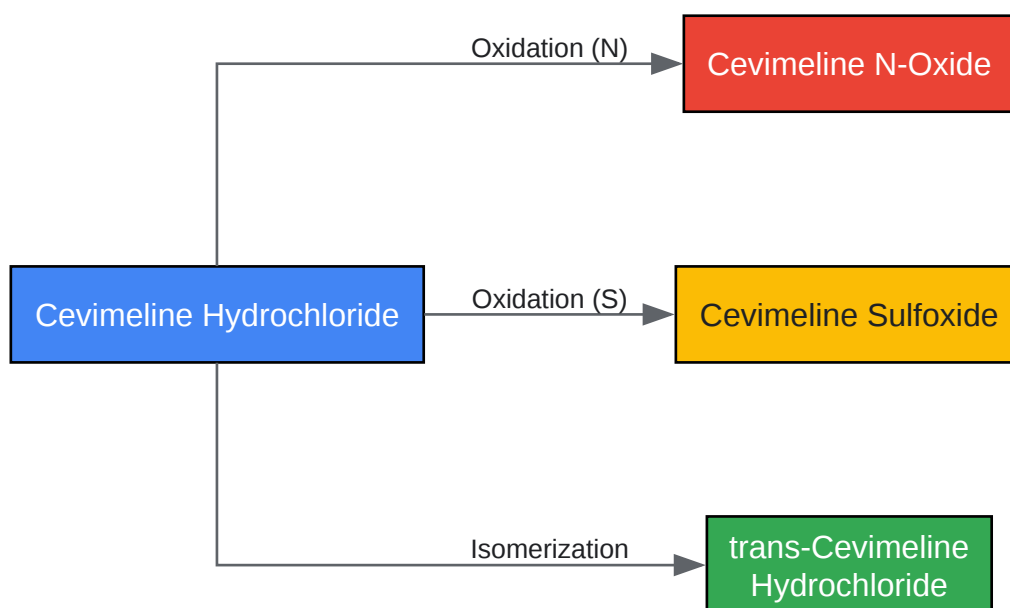 Oxidation (N)
Cevimeline N-Oxide
Cevimeline Hydrochloride
Oxidation (S)
Cevimeline Sulfoxide
Isomerization
trans-Cevimeline
Hydrochloride